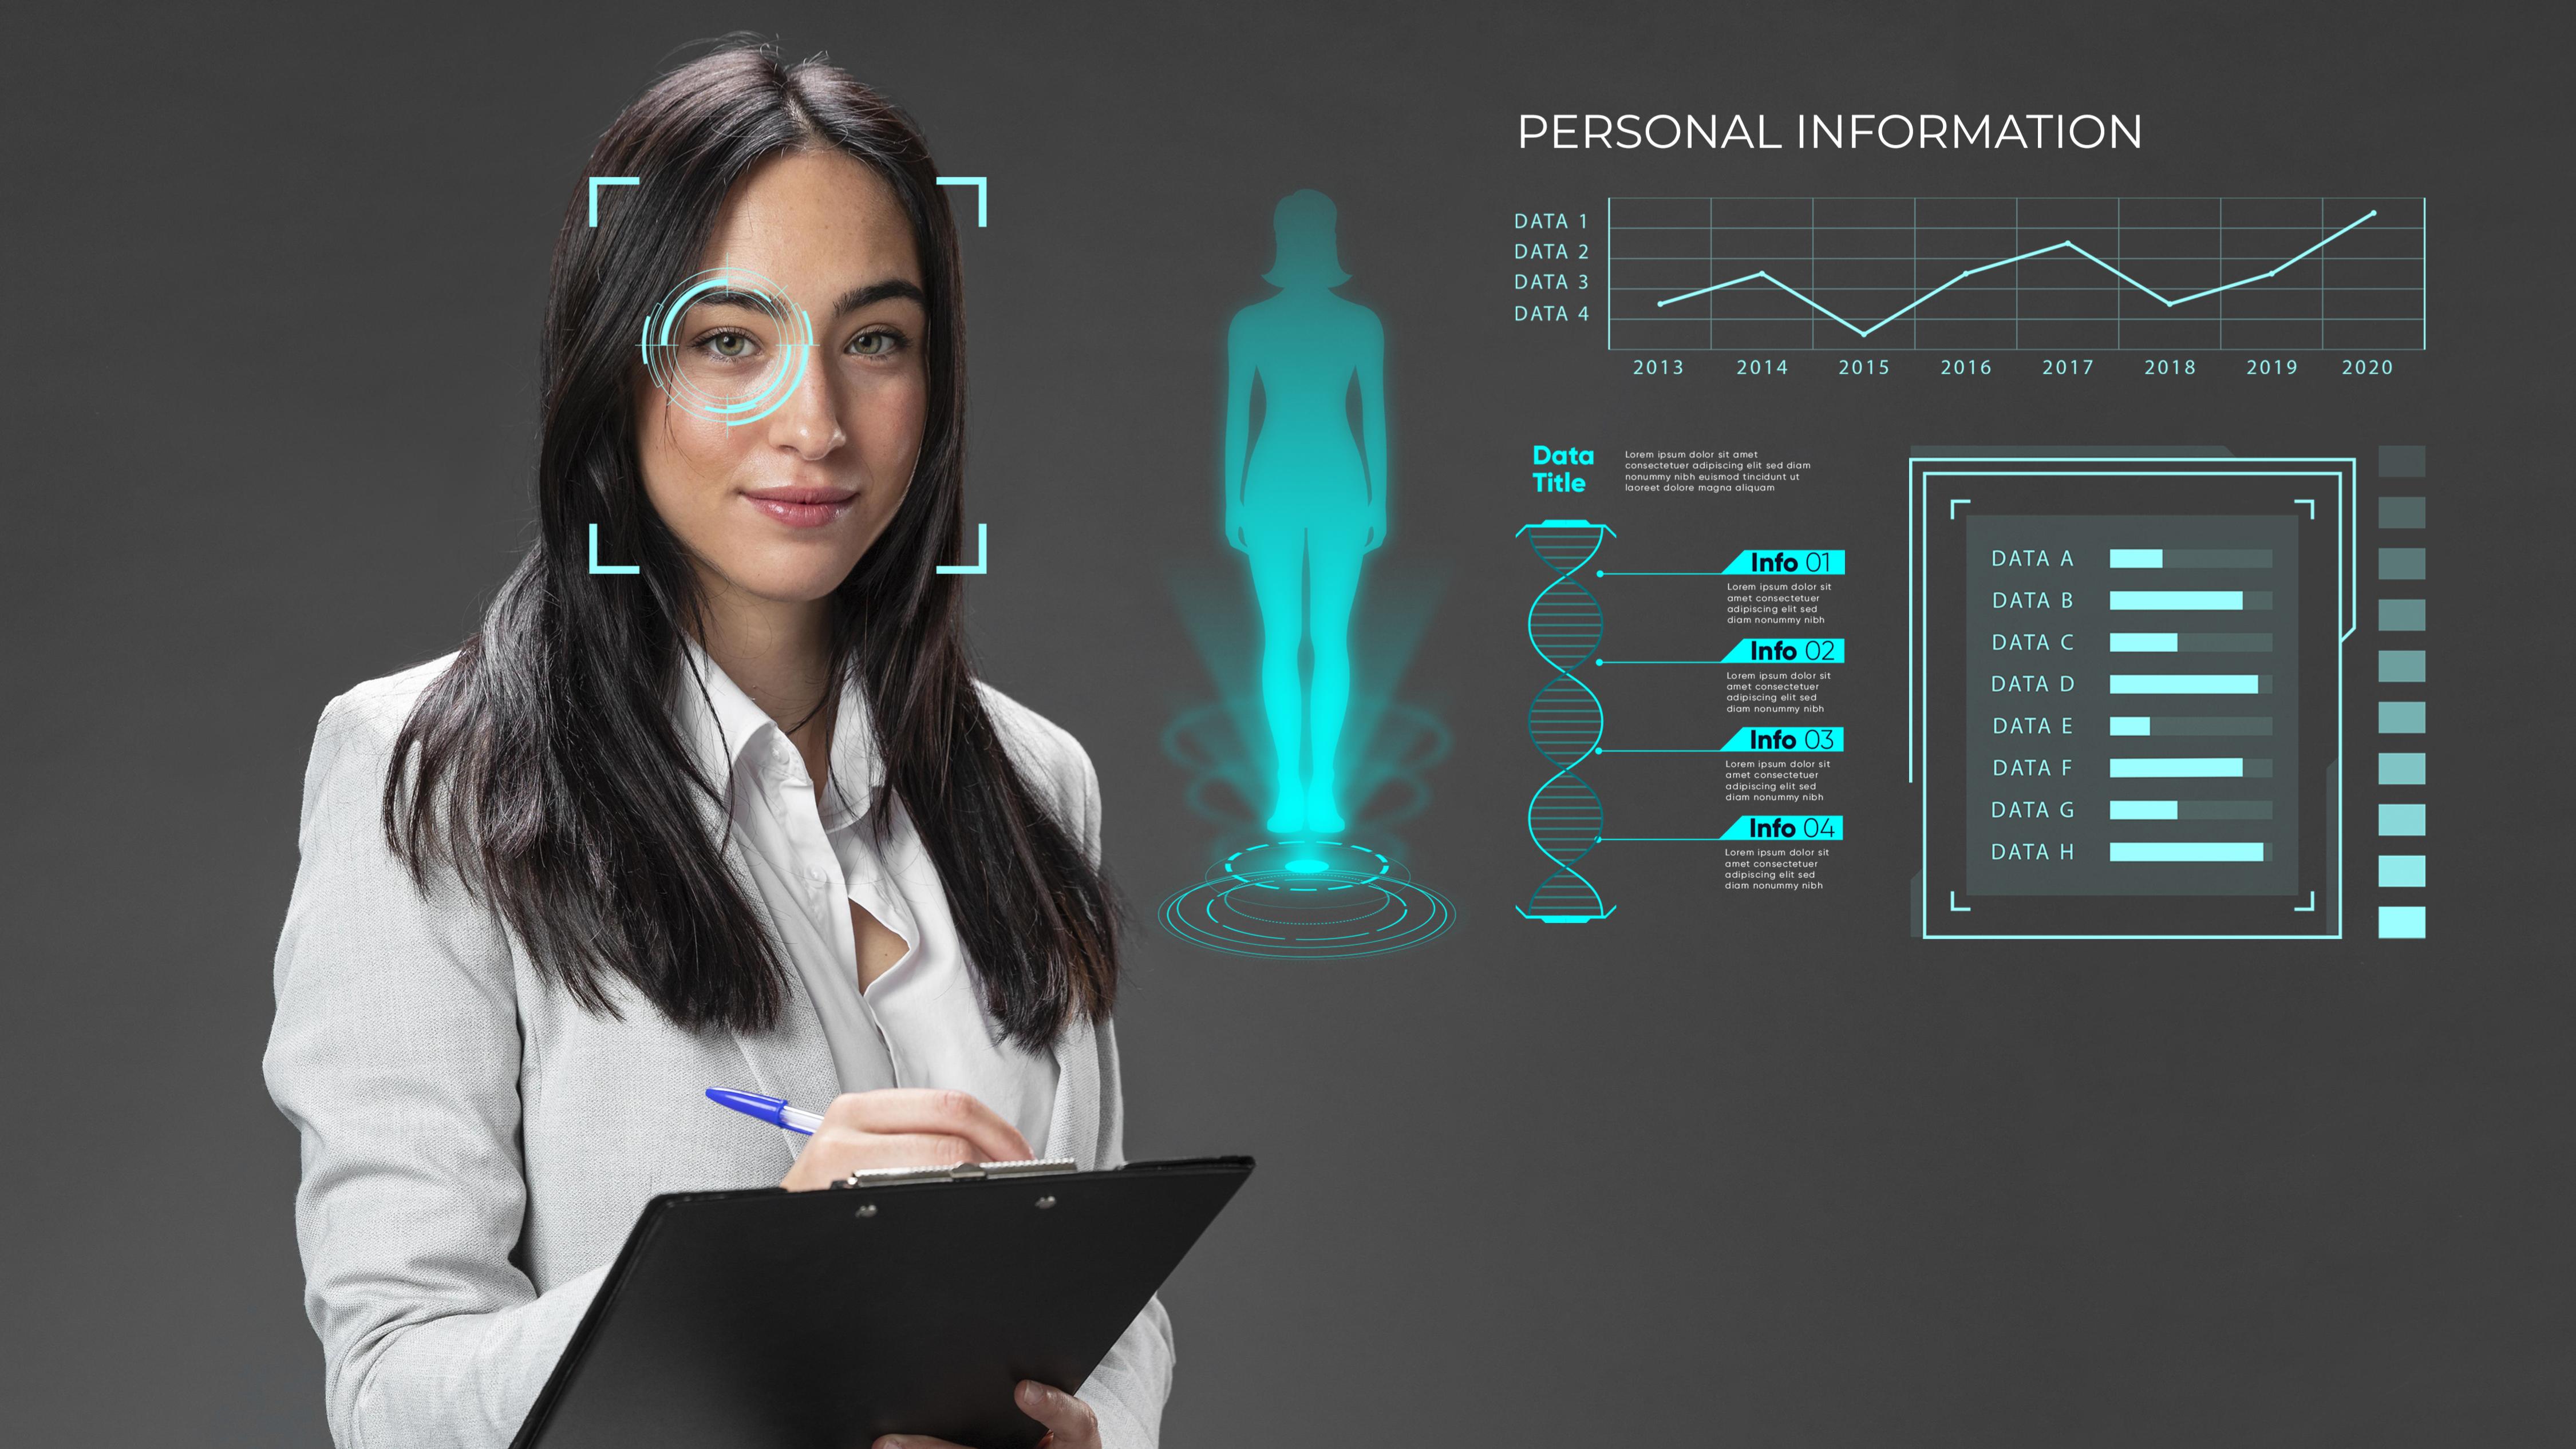 PERSONAL INFORMATION
DATA 1
DATA 2
DATA 3
DATA 4
2013 2014 2015 2016 2017 2018 2019 2020
Data
Title
Lorem ipsum dolor sit amet
consectetuer adipiscing elit sed diam
nonummy nibh euismod tincidunt ut
laoreet dolore magna aliquam
Info 01
Lorem ipsum dolor sit
amet consectetuer
adipiscing elit sed
diam nonummy nibh
Info 02
Lorem ipsum dolor sit
amet consectetuer
adipiscing elit sed
diam nonummy nibh
Info 03
Lorem ipsum dolor sit
amet consectetuer
adipiscing elit sed
diam nonummy nibh
Info 04
Lorem ipsum dolor sit
amet consectetuer
adipiscing elit sed
diam nonummy nibh
DATA A
DATA B
DATA C
DATA D
DATA E
DATA F
DATA G
DATA H